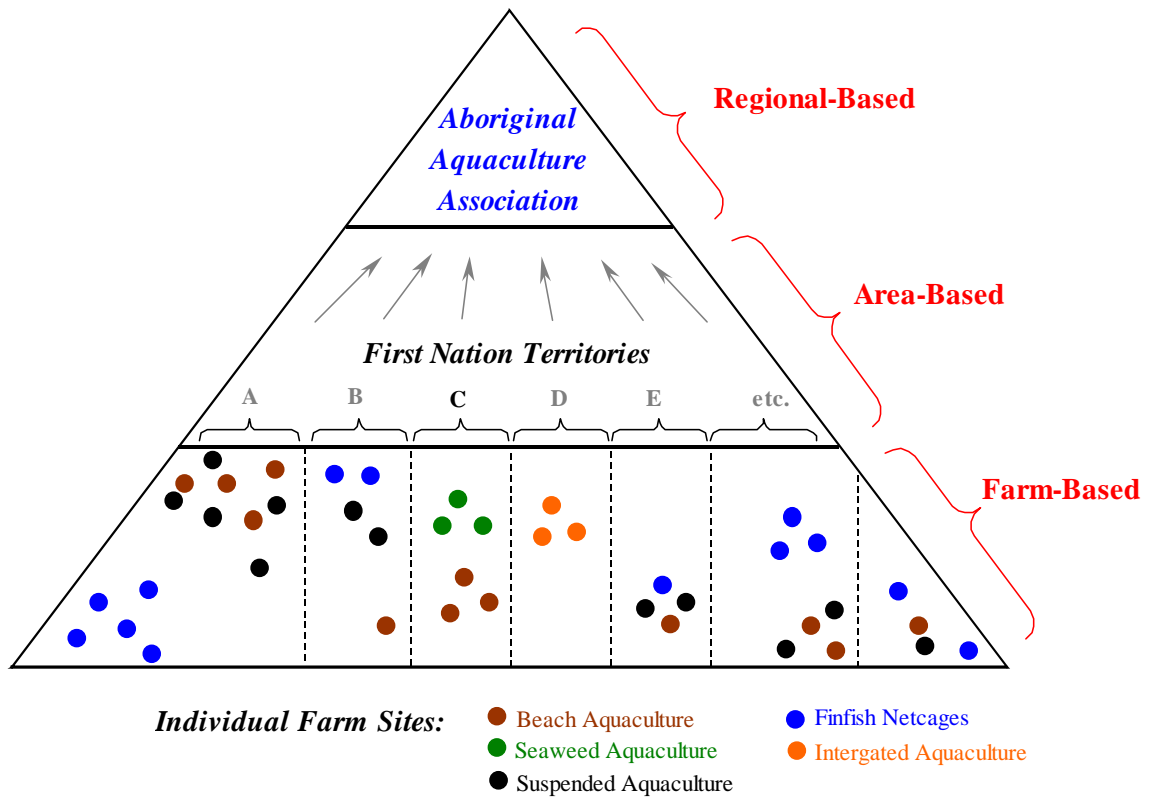 Aboriginal
Aquaculture
Association
Regional-Based
Area-Based
First Nation Territories
A B C D E etc.
Farm-Based
Individual Farm Sites:
Beach Aquaculture
Seaweed Aquaculture
Suspended Aquaculture
Finfish Netcages
Intergated Aquaculture